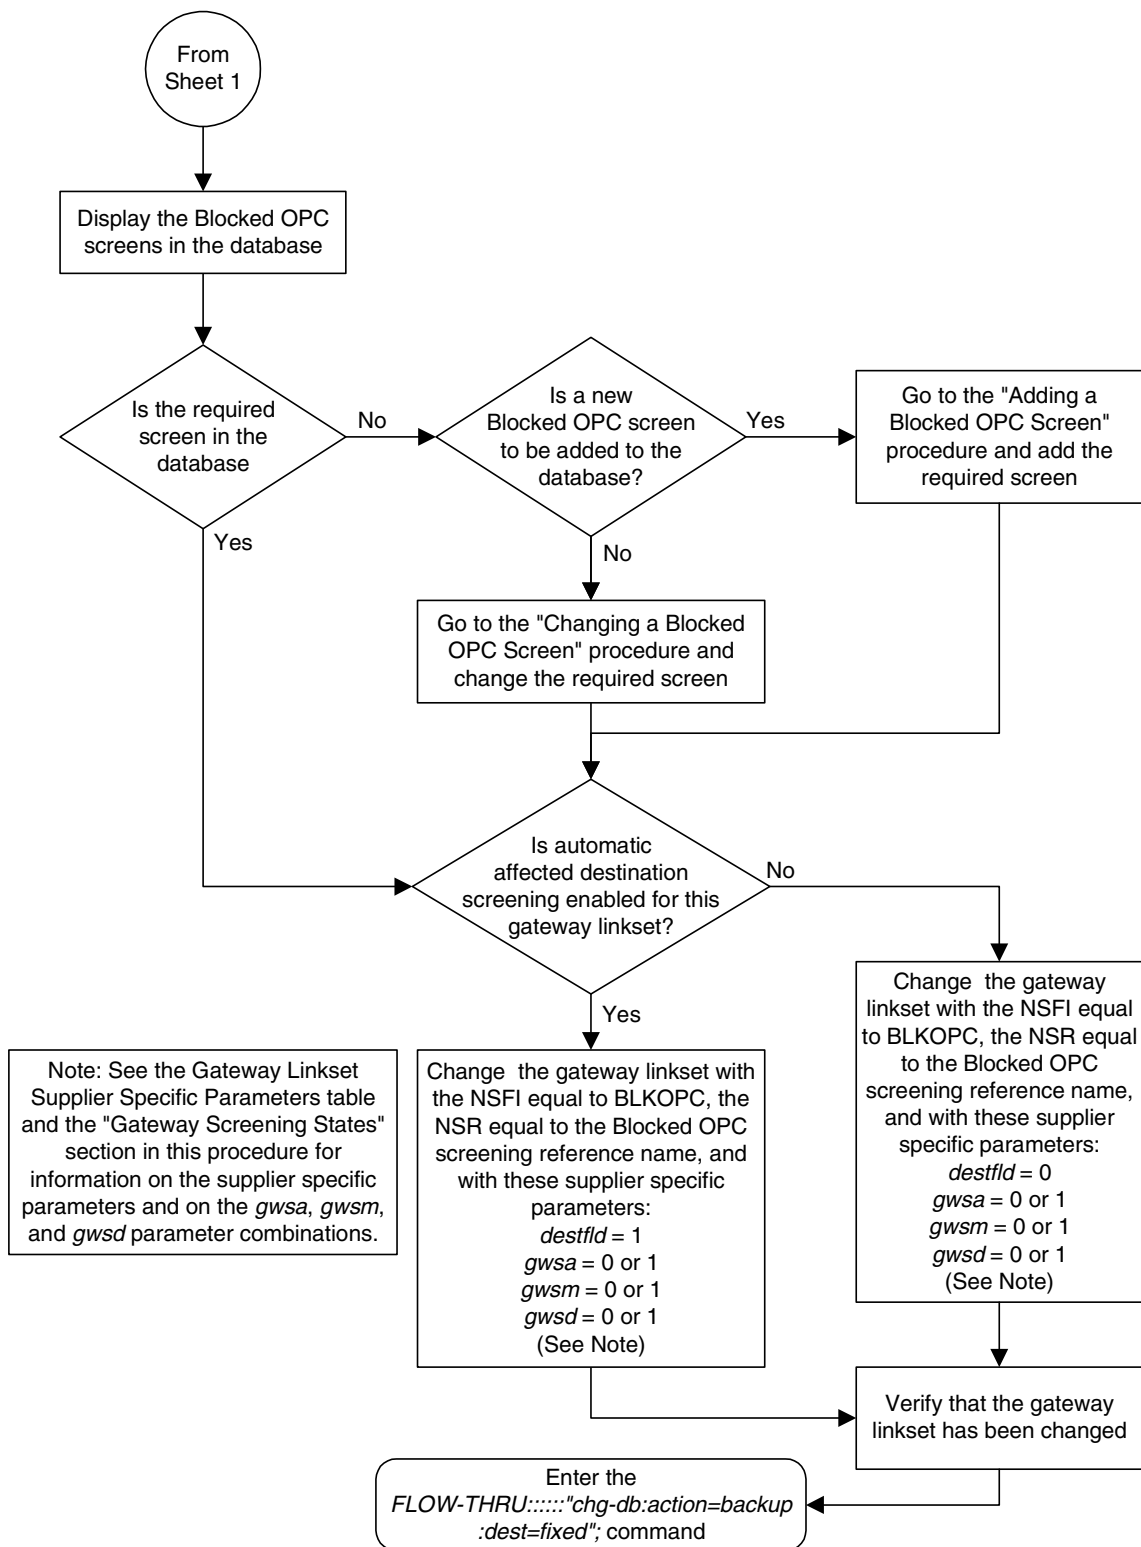 From
Sheet 1
Display the Blocked OPC
screens in the database
Is the required
screen in the
database
No
Yes
Is a new
Blocked OPC screen
to be added to the
database?
Yes
No
Go to the "Adding a
Blocked OPC Screen"
procedure and add the
required screen
Go to the "Changing a Blocked
OPC Screen" procedure and
change the required screen
Is automatic
affected destination
screening enabled for this
gateway linkset?
No
Yes
Change the gateway
linkset with the NSFI equal
to BLKOPC, the NSR equal
to the Blocked OPC
screening reference name,
and with these supplier
specific parameters:
destfld = 0
gwsa = 0 or 1
gwsm = 0 or 1
gwsd = 0 or 1
(See Note)
Note: See the Gateway Linkset
Supplier Specific Parameters table
and the "Gateway Screening States"
section in this procedure for
information on the supplier specific
parameters and on the gwsa, gwsm,
and gwsd parameter combinations.
Change the gateway linkset with
the NSFI equal to BLKOPC, the
NSR equal to the Blocked OPC
screening reference name, and
with these supplier specific
parameters:
destfld = 1
gwsa = 0 or 1
gwsm = 0 or 1
gwsd = 0 or 1
(See Note)
Verify that the gateway
linkset has been changed
Enter the
FLOW-THRU::::::"chg-db:action=backup
:dest=fixed"; command